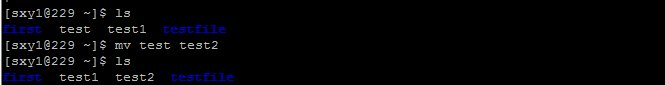 [sxy1@229 ~]$ ls
first  test  test1  testfile
[sxy1@229 ~]$ mv test test2
[sxy1@229 ~]$ ls
first  test1  test2  testfile